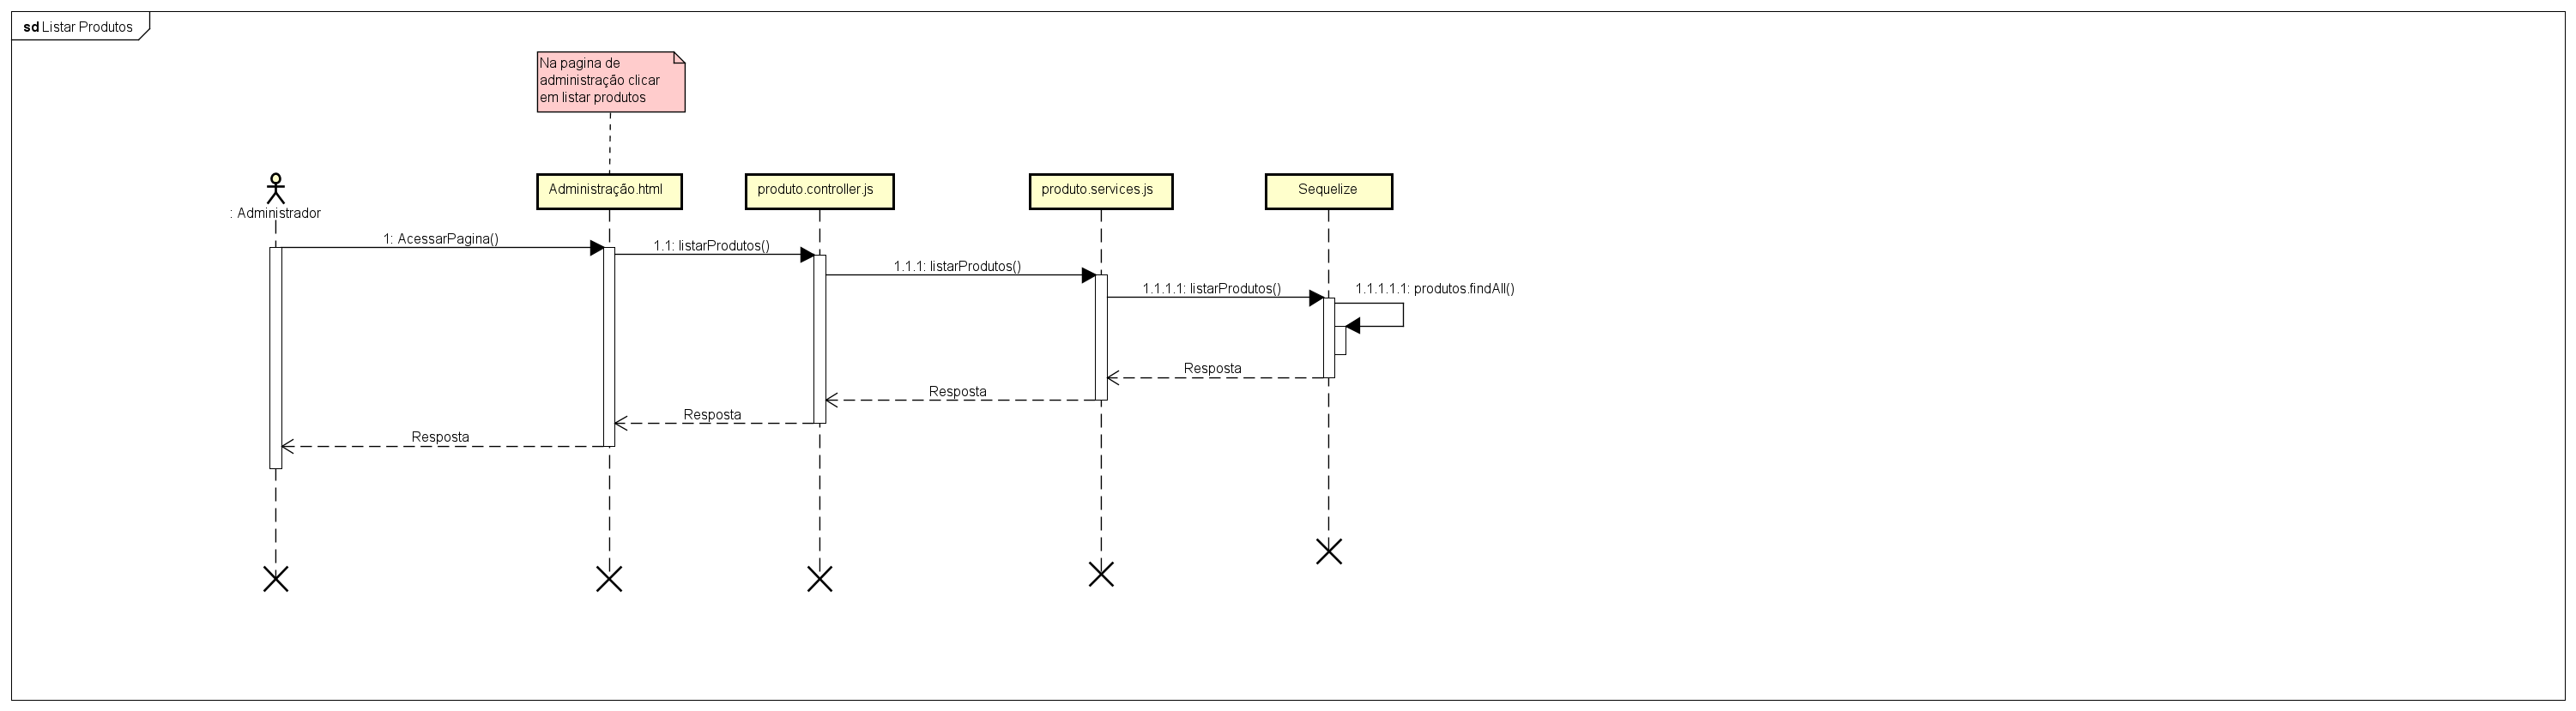 sd Listar Produtos
Na pagina de
administração clicar
em listar produtos
: Administrador
Administração.html
produto.controller.js
produto.services.js
Sequelize
1: AcessarPagina()
1.1: listarProdutos()
1.1.1: listarProdutos()
1.1.1.1: listarProdutos()
1.1.1.1.1: produtos.findAll()
Resposta
Resposta
Resposta
Resposta